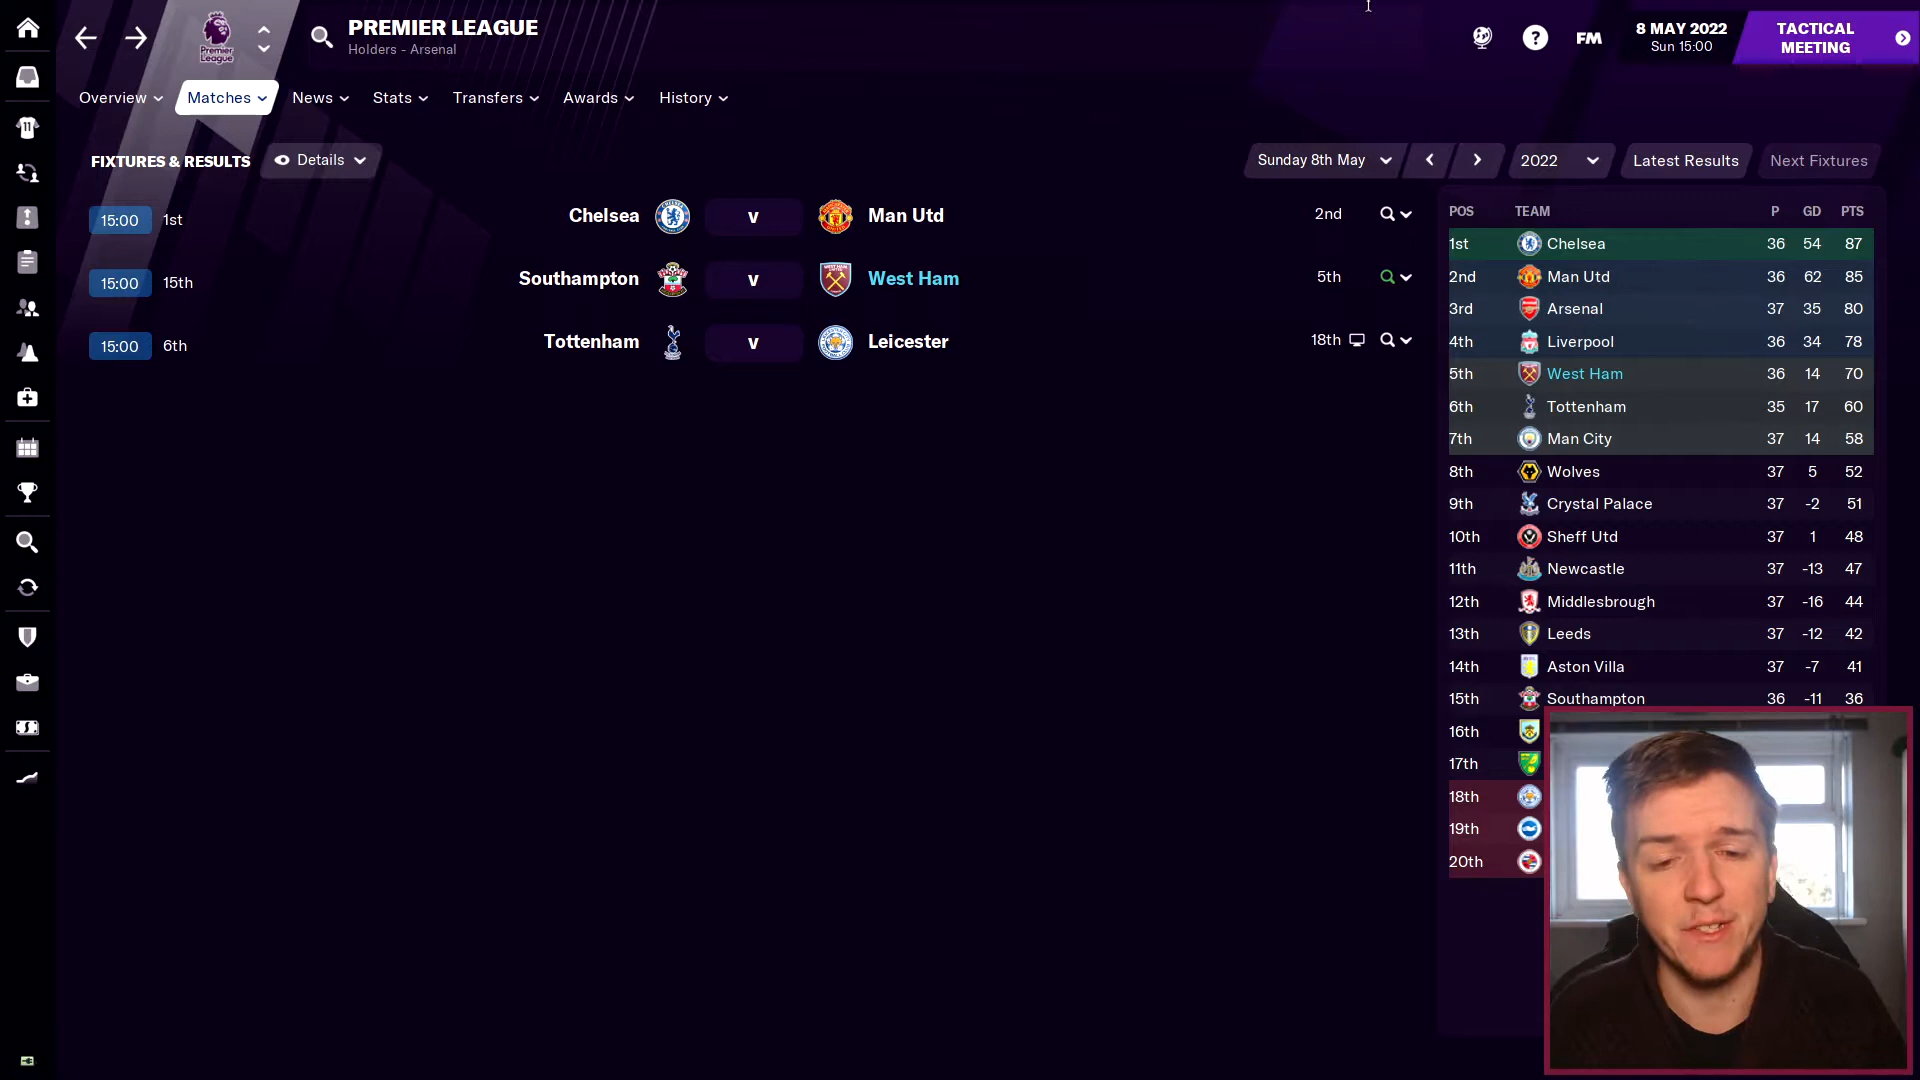 PREMIER LEAGUE
Holders - Arsenal
FM
8 MAY 2022
Sun 15:00
TACTICAL
MEETING
Overview
Matches
News
Stats
Transfers
Awards
History
FIXTURES & RESULTS
Details
Sunday 8th May
2022
Latest Results
Next Fixtures
15:00 1st Chelsea v Man Utd 2nd
15:00 15th Southampton v West Ham 5th
15:00 6th Tottenham v Leicester 18th
POS TEAM P GD PTS
1st Chelsea 36 54 87
2nd Man Utd 36 62 85
3rd Arsenal 37 35 80
4th Liverpool 36 34 78
5th West Ham 36 14 70
6th Tottenham 35 17 60
7th Man City 37 14 58
8th Wolves 37 5 52
9th Crystal Palace 37 -2 51
10th Sheff Utd 37 1 48
11th Newcastle 37 -13 47
12th Middlesbrough 37 -16 44
13th Leeds 37 -12 42
14th Aston Villa 37 -7 41
15th Southampton 36 -11 36
16th
17th
18th
19th
20th